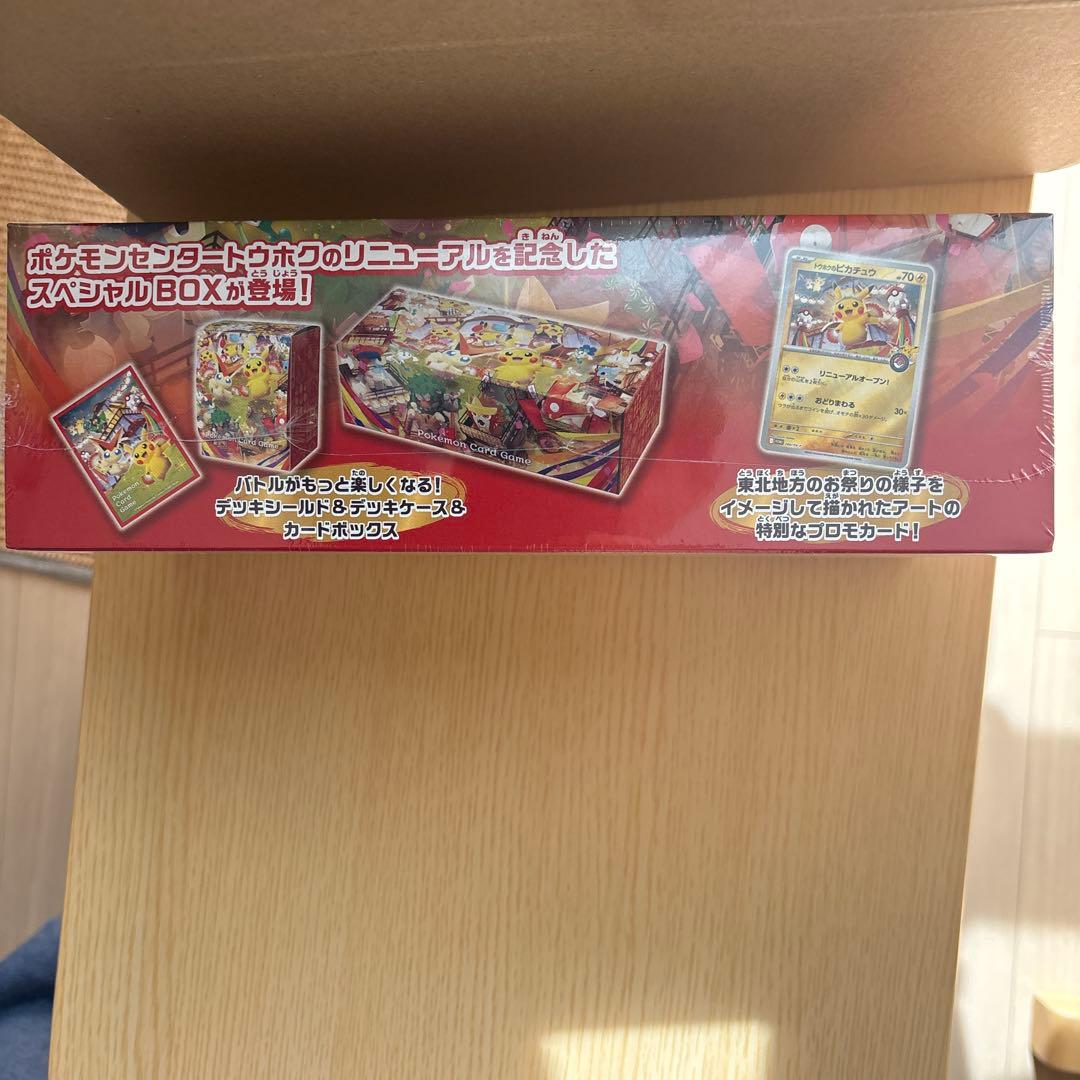 ポケモンセンタートウホクのリニューアルを記念した
スペシャルBOXが登場!
Pokémon Card Game
Pokémon Card Game
Pokémon
Card
Game
バトルがもっと楽しくなる!
デッキシールド&デッキケース&
カードボックス
トウホクのピカチュウ
HP70
リニューアルオープン!
おどりまわる
30×
東北地方のお祭りの様子を
イメージして描かれたアートの
特別なプロモカード!